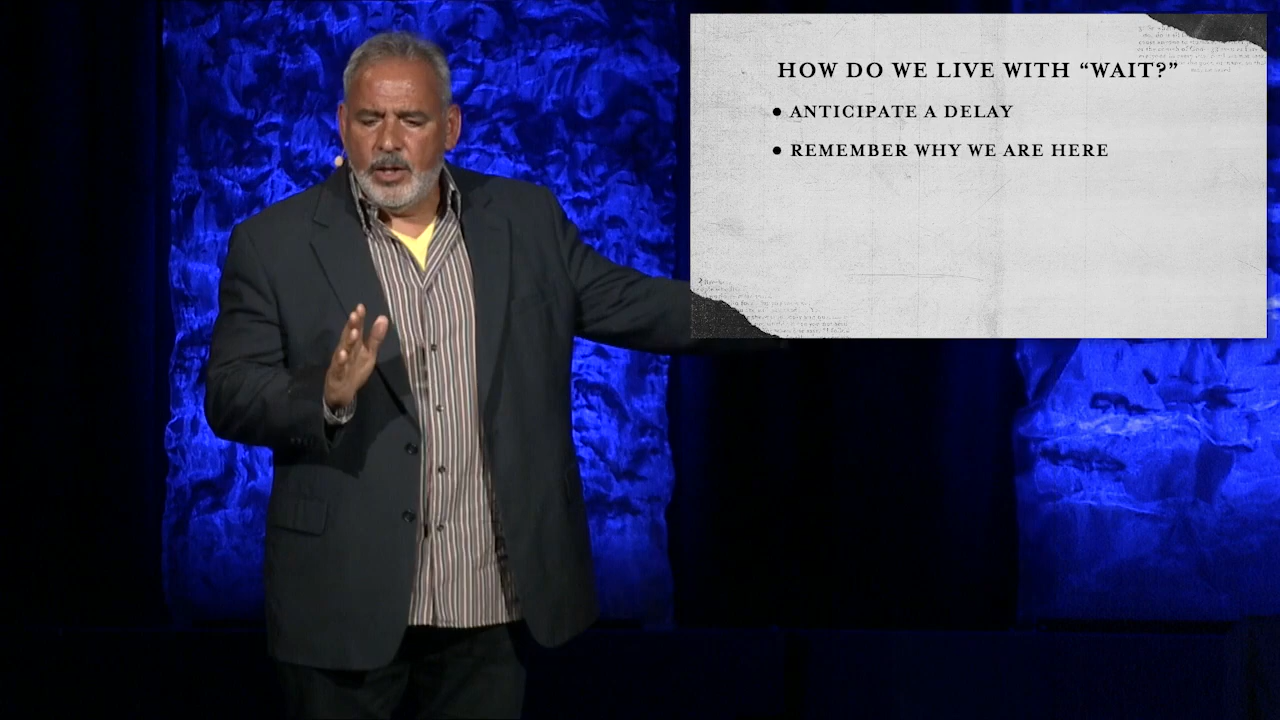 HOW DO WE LIVE WITH “WAIT?”
• ANTICIPATE A DELAY
• REMEMBER WHY WE ARE HERE